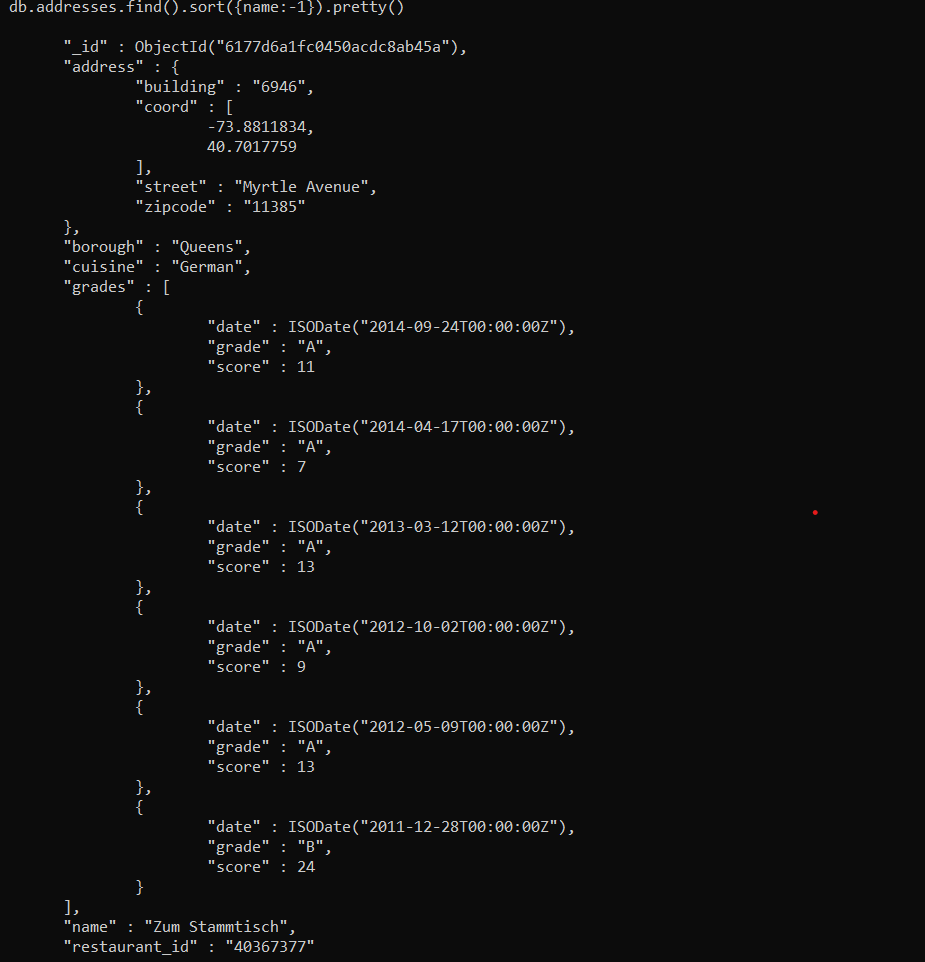 db.addresses.find().sort({name:-1}).pretty()
"_id" : ObjectId("6177d6a1fc0450acdc8ab45a"),
"address" : {
"building" : "6946",
"coord" : [
-73.8811834,
40.7017759
],
"street" : "Myrtle Avenue",
"zipcode" : "11385"
},
"borough" : "Queens",
"cuisine" : "German",
"grades" : [
{
"date" : ISODate("2014-09-24T00:00:00Z"),
"grade" : "A",
"score" : 11
},
{
"date" : ISODate("2014-04-17T00:00:00Z"),
"grade" : "A",
"score" : 7
},
{
"date" : ISODate("2013-03-12T00:00:00Z"),
"grade" : "A",
"score" : 13
},
{
"date" : ISODate("2012-10-02T00:00:00Z"),
"grade" : "A",
"score" : 9
},
{
"date" : ISODate("2012-05-09T00:00:00Z"),
"grade" : "A",
"score" : 13
},
{
"date" : ISODate("2011-12-28T00:00:00Z"),
"grade" : "B",
"score" : 24
}
],
"name" : "Zum Stammtisch",
"restaurant_id" : "40367377"